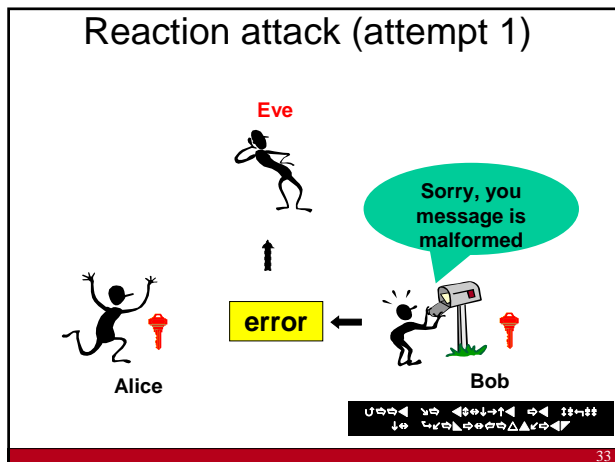 Reaction attack (attempt 1)
Eve
Sorry, you
message is
malformed
error
Alice
Bob
33